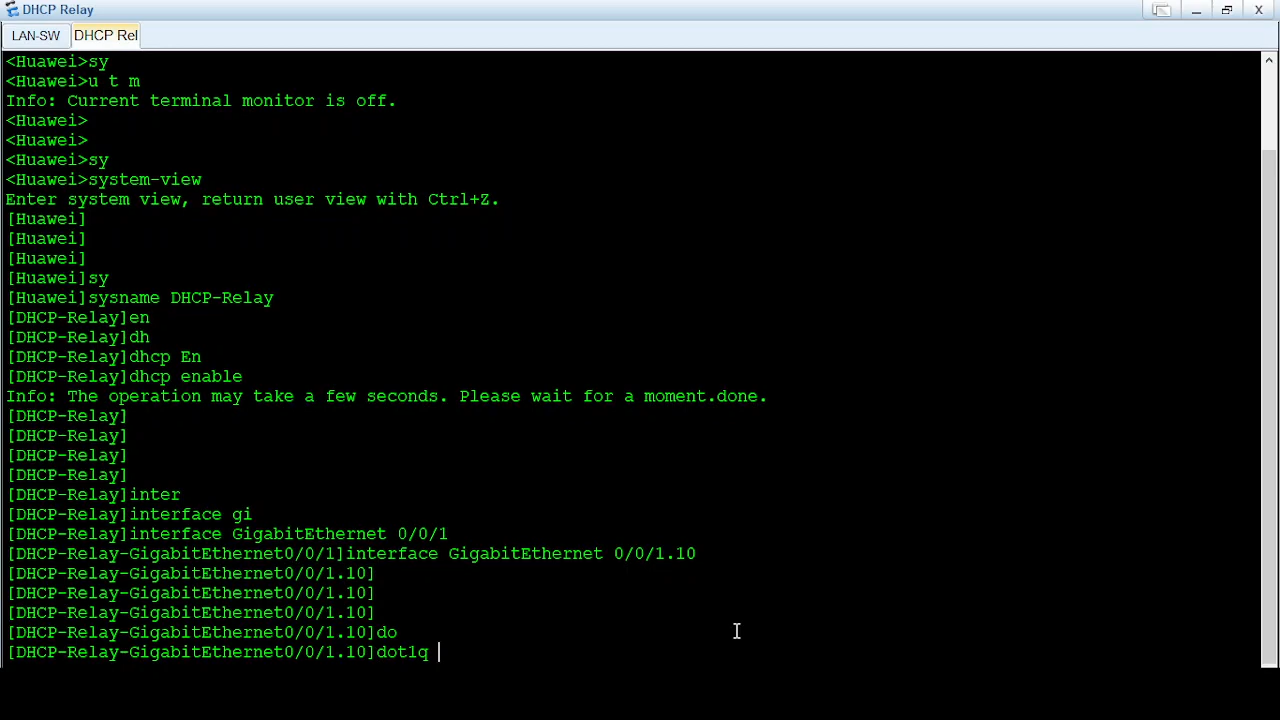 DHCP Relay
LAN-SW
DHCP Rel
<Huawei>sy
<Huawei>u t m
Info: Current terminal monitor is off.
<Huawei>
<Huawei>
<Huawei>sy
<Huawei>system-view
Enter system view, return user view with Ctrl+Z.
[Huawei]
[Huawei]
[Huawei]
[Huawei]sy
[Huawei]sysname DHCP-Relay
[DHCP-Relay]en
[DHCP-Relay]dh
[DHCP-Relay]dhcp En
[DHCP-Relay]dhcp enable
Info: The operation may take a few seconds. Please wait for a moment.done.
[DHCP-Relay]
[DHCP-Relay]
[DHCP-Relay]
[DHCP-Relay]
[DHCP-Relay]inter
[DHCP-Relay]interface gi
[DHCP-Relay]interface GigabitEthernet 0/0/1
[DHCP-Relay-GigabitEthernet0/0/1]interface GigabitEthernet 0/0/1.10
[DHCP-Relay-GigabitEthernet0/0/1.10]
[DHCP-Relay-GigabitEthernet0/0/1.10]
[DHCP-Relay-GigabitEthernet0/0/1.10]
[DHCP-Relay-GigabitEthernet0/0/1.10]do
[DHCP-Relay-GigabitEthernet0/0/1.10]dot1q